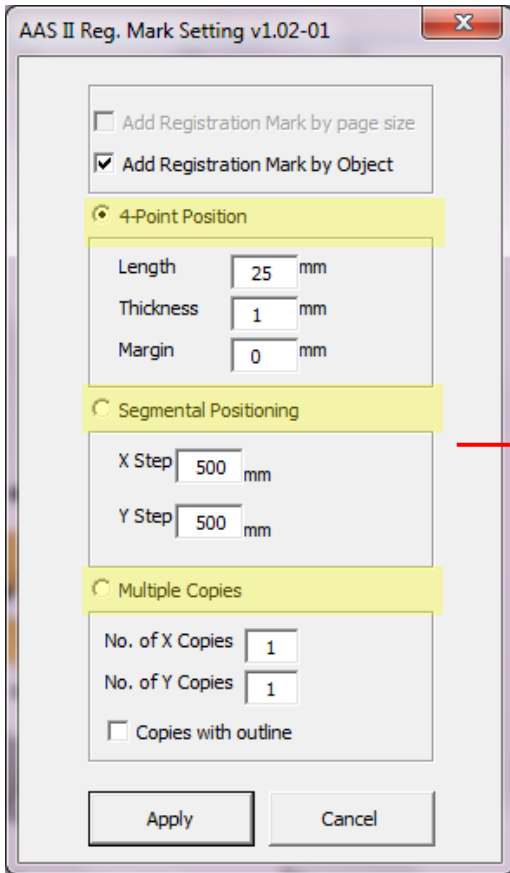 AAS II Reg. Mark Setting v1.02-01
Add Registration Mark by page size
Add Registration Mark by Object
4-Point Position
Length 25 mm
Thickness 1 mm
Margin 0 mm
Segmental Positioning
X Step 500 mm
Y Step 500 mm
Multiple Copies
No. of X Copies 1
No. of Y Copies 1
Copies with outline
Apply Cancel